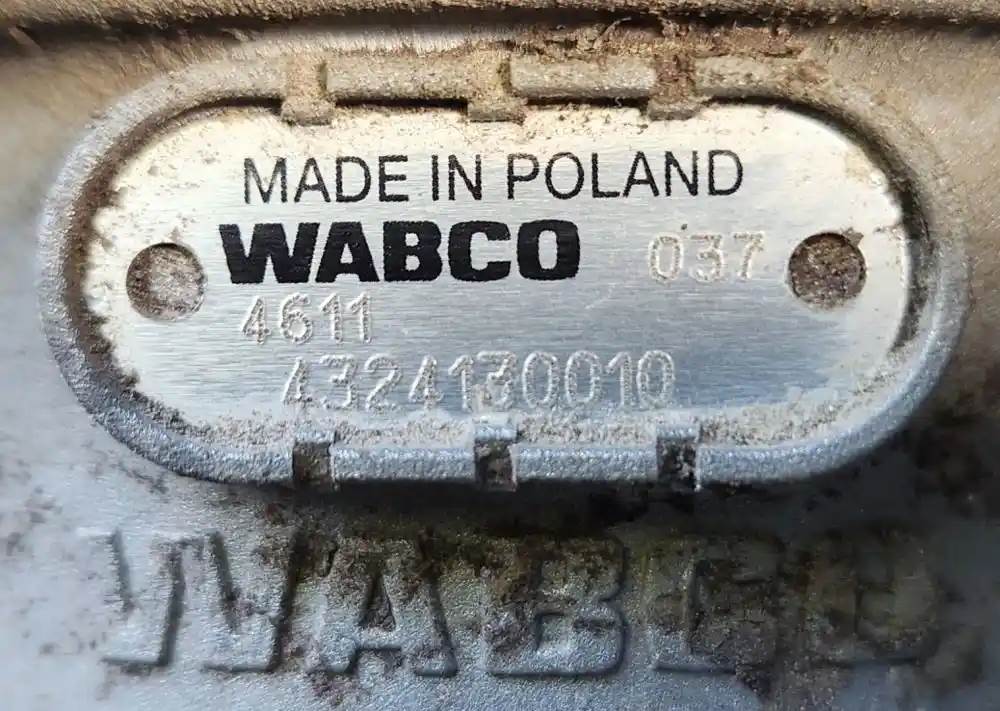 MADE IN POLAND
WABCO 037
4611
4324130010
WABCO